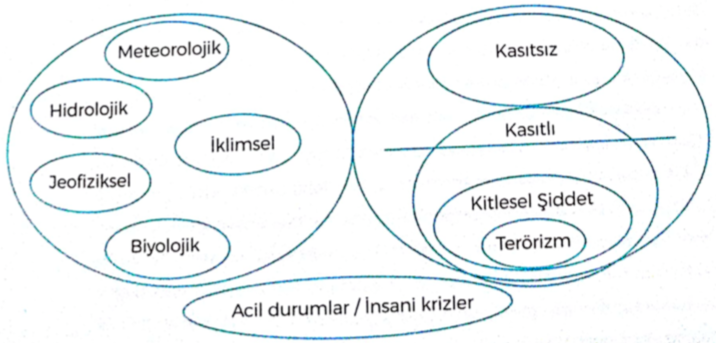 Meteorolojik
Hidrolojik
İklimsel
Jeofiziksel
Biyolojik
Kasıtsız
Kasıtlı
Kitlesel Şiddet
Terörizm
Acil durumlar / İnsani krizler